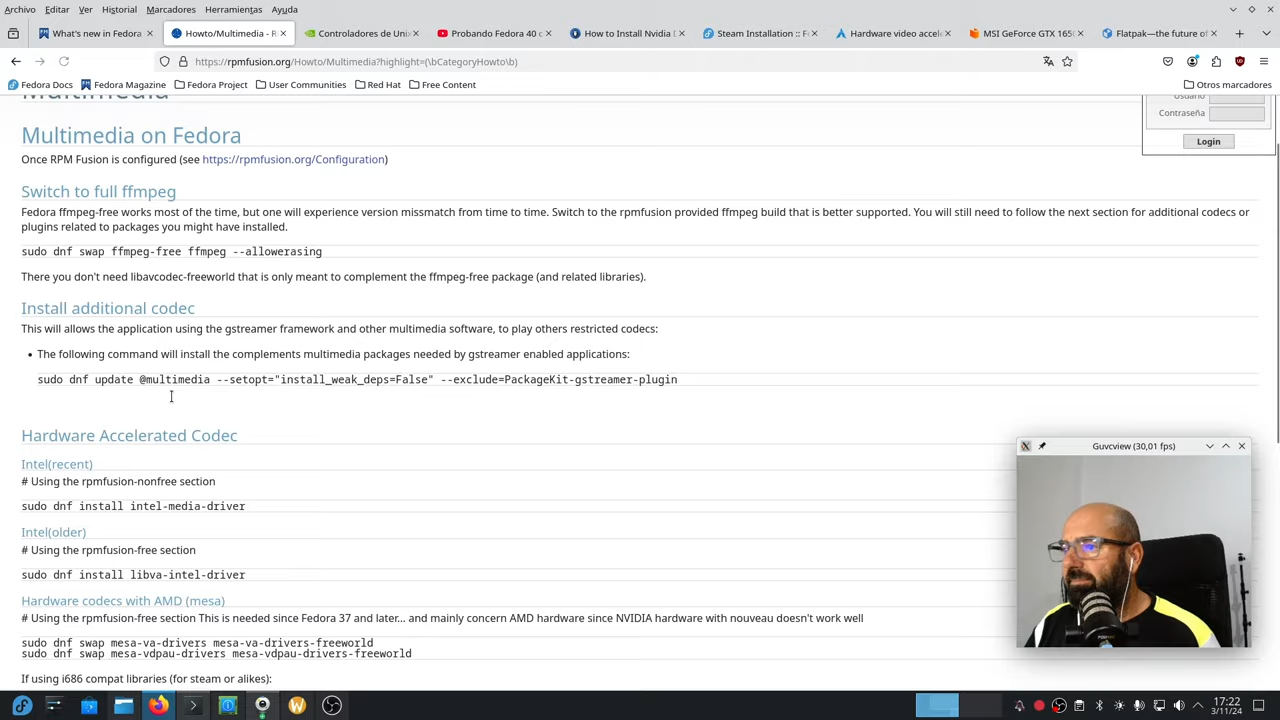 Archivo Editar Ver Historial Marcadores Herramientas Ayuda
What's new in Fedora
Howto/Multimedia - R
Controladores de Uni
Probando Fedora 40 c
How to Install Nvidia D
Steam Installation :: Fe
Hardware video accel
MSI GeForce GTX 165
Flatpak—the future of
https://rpmfusion.org/Howto/Multimedia?highlight=(\bCategoryHowto\b)
Fedora Docs Fedora Magazine Fedora Project User Communities Red Hat Free Content Otros marcadores
Multimedia
Usuario
Contraseña
Login
Multimedia on Fedora
Once RPM Fusion is configured (see https://rpmfusion.org/Configuration)
Switch to full ffmpeg
Fedora ffmpeg-free works most of the time, but one will experience version missmatch from time to time. Switch to the rpmfusion provided ffmpeg build that is better supported. You will still need to follow the next section for additional codecs or
plugins related to packages you might have installed.
sudo dnf swap ffmpeg-free ffmpeg --allowerasing
There you don't need libavcodec-freeworld that is only meant to complement the ffmpeg-free package (and related libraries).
Install additional codec
This will allows the application using the gstreamer framework and other multimedia software, to play others restricted codecs:
• The following command will install the complements multimedia packages needed by gstreamer enabled applications:
sudo dnf update @multimedia --setopt="install_weak_deps=False" --exclude=PackageKit-gstreamer-plugin
Hardware Accelerated Codec
Intel(recent)
# Using the rpmfusion-nonfree section
sudo dnf install intel-media-driver
Intel(older)
# Using the rpmfusion-free section
sudo dnf install libva-intel-driver
Hardware codecs with AMD (mesa)
# Using the rpmfusion-free section This is needed since Fedora 37 and later... and mainly concern AMD hardware since NVIDIA hardware with nouveau doesn't work well
sudo dnf swap mesa-va-drivers mesa-va-drivers-freeworld
sudo dnf swap mesa-vdpau-drivers mesa-vdpau-drivers-freeworld
If using i686 compat libraries (for steam or alikes):
Guvcview (30,01 fps)
17:22
3/11/24